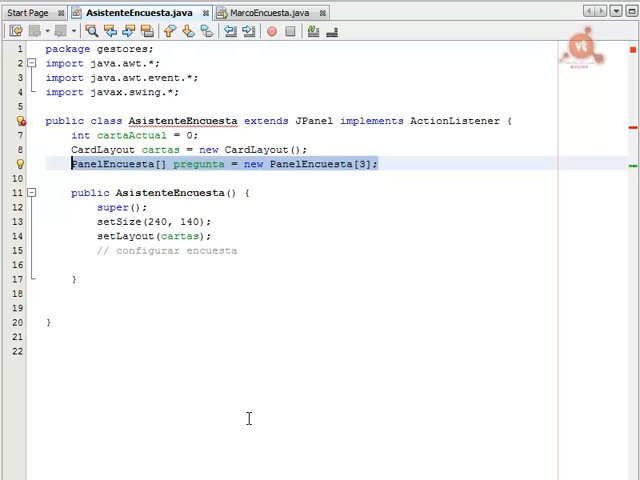 Start Page
AsistenteEncuesta.java
MarcoEncuesta.java
1 package gestores;
2 import java.awt.*;
3 import java.awt.event.*;
4 import javax.swing.*;
5
public class AsistenteEncuesta extends JPanel implements ActionListener {
7 int cartaActual = 0;
8 CardLayout cartas = new CardLayout();
PanelEncuesta[] pregunta = new PanelEncuesta[3];
10
11 public AsistenteEncuesta() {
12 super();
13 setSize(240, 140);
14 setLayout(cartas);
15 // configurar encuesta
16
17 }
18
19
20 }
21
22